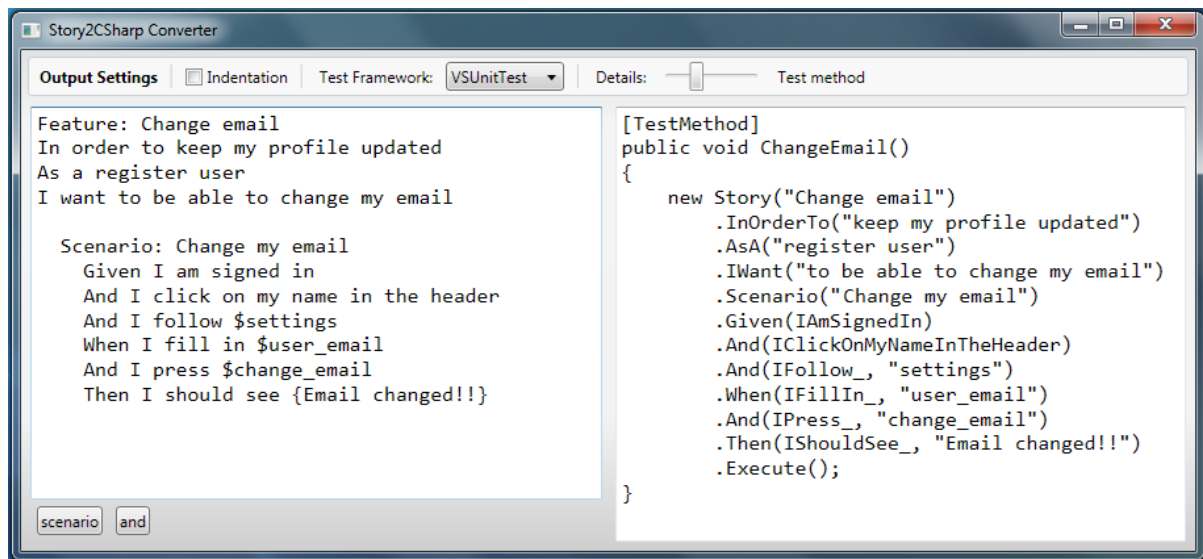 Story2CSharp Converter
Output Settings Indentation Test Framework: VSUnitTest Details: Test method
Feature: Change email
In order to keep my profile updated
As a register user
I want to be able to change my email
Scenario: Change my email
Given I am signed in
And I click on my name in the header
And I follow $settings
When I fill in $user_email
And I press $change_email
Then I should see {Email changed!!}
scenario and
[TestMethod]
public void ChangeEmail()
{
new Story("Change email")
.InOrderTo("keep my profile updated")
.AsA("register user")
.IWant("to be able to change my email")
.Scenario("Change my email")
.Given(IAmSignedIn)
.And(IClickOnMyNameInTheHeader)
.And(IFollow_, "settings")
.When(IFillIn_, "user_email")
.And(IPress_, "change_email")
.Then(IShouldSee_, "Email changed!!")
.Execute();
}